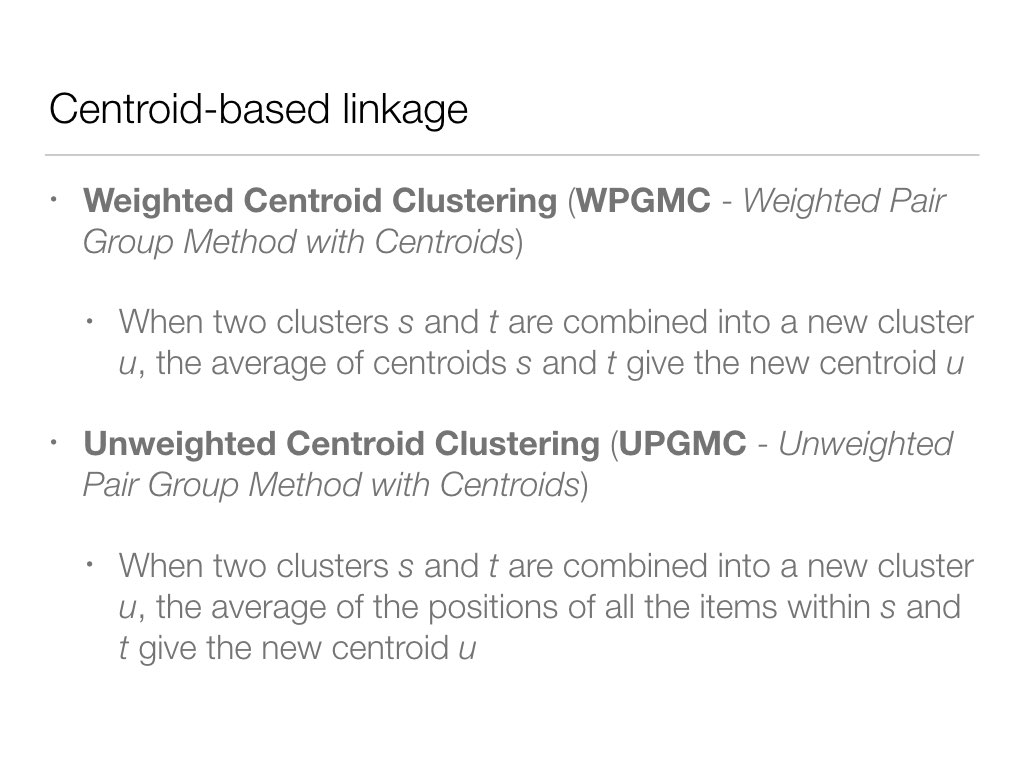 Centroid-based linkage
• Weighted Centroid Clustering (WPGMC - Weighted Pair
Group Method with Centroids)
• When two clusters s and t are combined into a new cluster
u, the average of centroids s and t give the new centroid u
• Unweighted Centroid Clustering (UPGMC - Unweighted
Pair Group Method with Centroids)
• When two clusters s and t are combined into a new cluster
u, the average of the positions of all the items within s and
t give the new centroid u